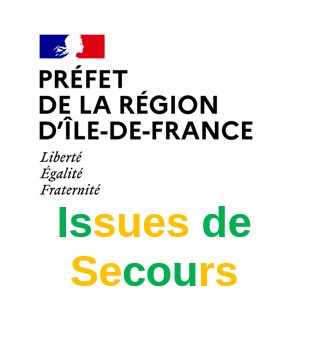 PRÉFET
DE LA RÉGION
D'ÎLE-DE-FRANCE
Liberté
Égalité
Fraternité
Issues de
Secours